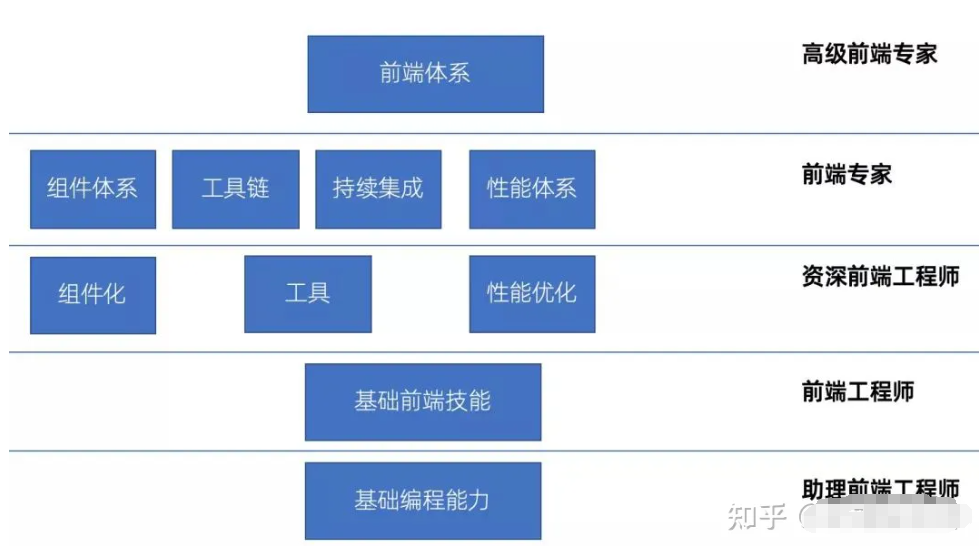 前端体系
高级前端专家
组件体系
工具链
持续集成
性能体系
前端专家
组件化
工具
性能优化
资深前端工程师
基础前端技能
前端工程师
基础编程能力
助理前端工程师
知乎 @